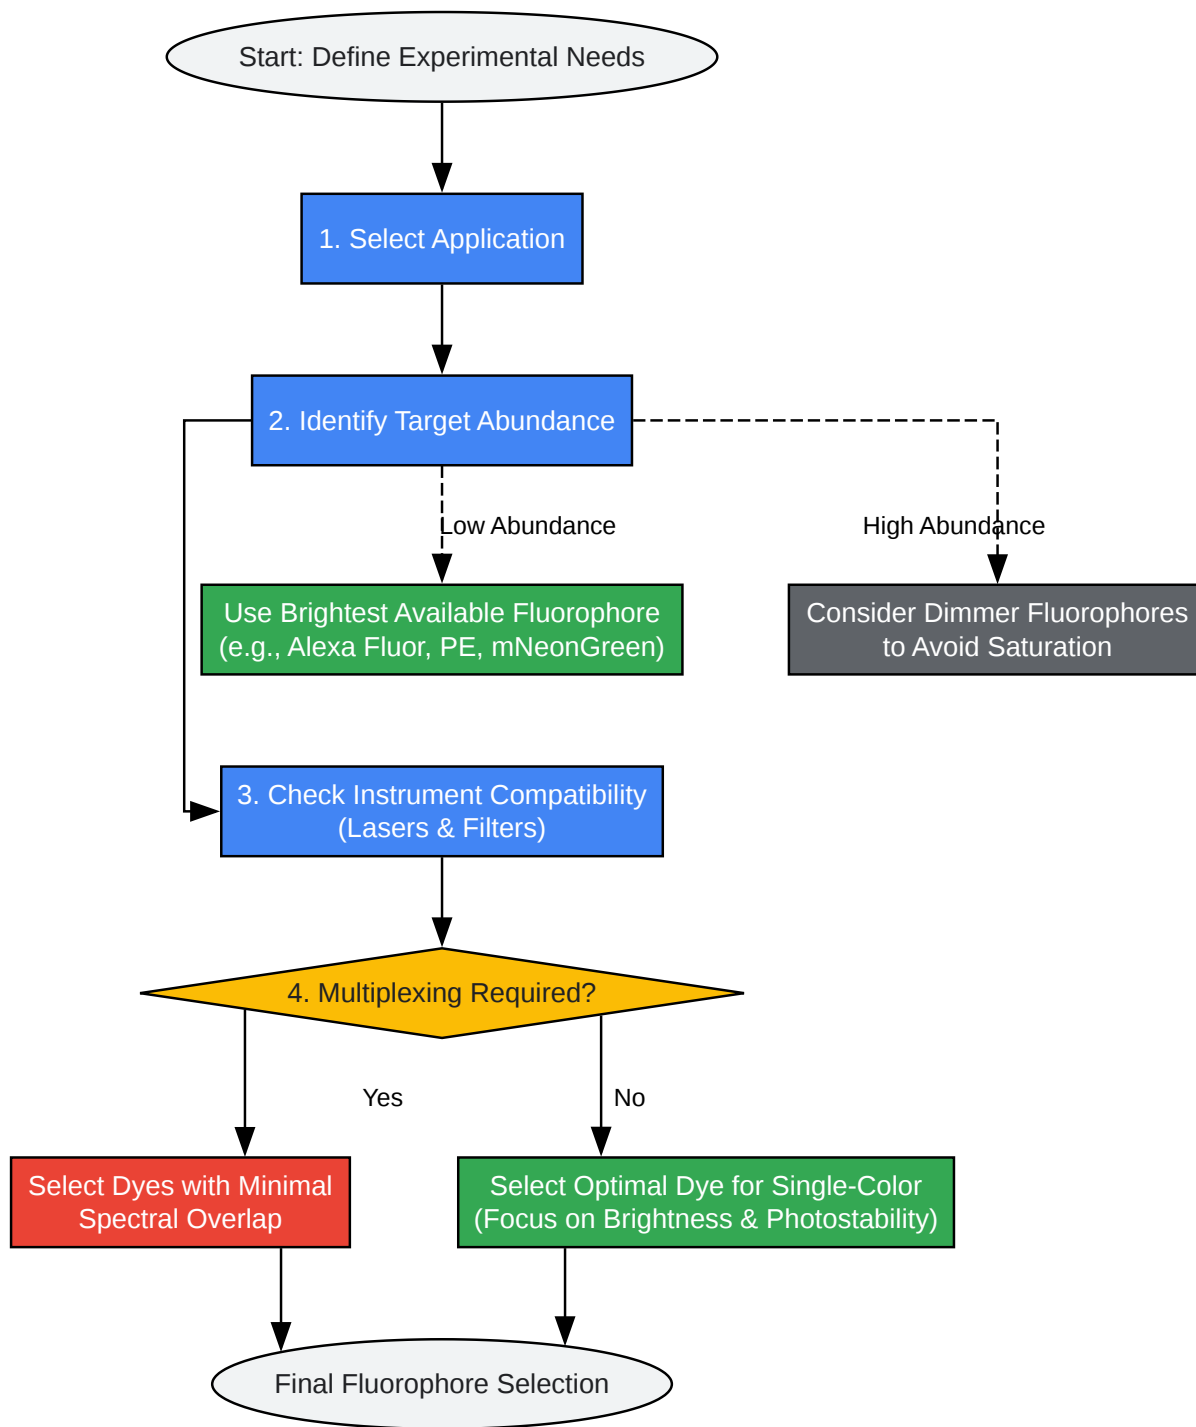 Start: Define Experimental Needs
1. Select Application
2. Identify Target Abundance
Low Abundance
High Abundance
Use Brightest Available Fluorophore
(e.g., Alexa Fluor, PE, mNeonGreen)
Consider Dimmer Fluorophores
to Avoid Saturation
3. Check Instrument Compatibility
(Lasers & Filters)
4. Multiplexing Required?
Yes
No
Select Dyes with Minimal
Spectral Overlap
Select Optimal Dye for Single-Color
(Focus on Brightness & Photostability)
Final Fluorophore Selection